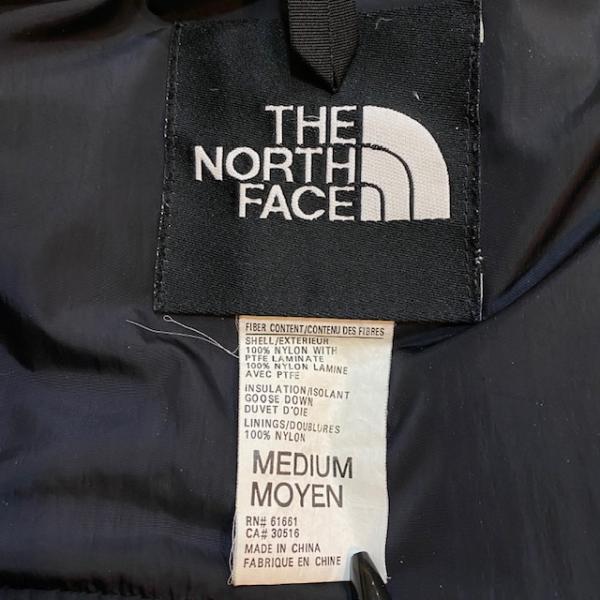 THE
NORTH
FACE
FIBER CONTENT/CONTENU DES FIBRES
SHELL/EXTERIEUR
100% NYLON WITH
PTFE LAMINATE
100% NYLON LAMINE
AVEC PTFE
INSULATION/ISOLANT
GOOSE DOWN
DUVET D'OIE
LININGS/DOUBLURES
100% NYLON
MEDIUM
MOYEN
RN# 61661
CA# 30516
MADE IN CHINA
FABRIQUE EN CHINE